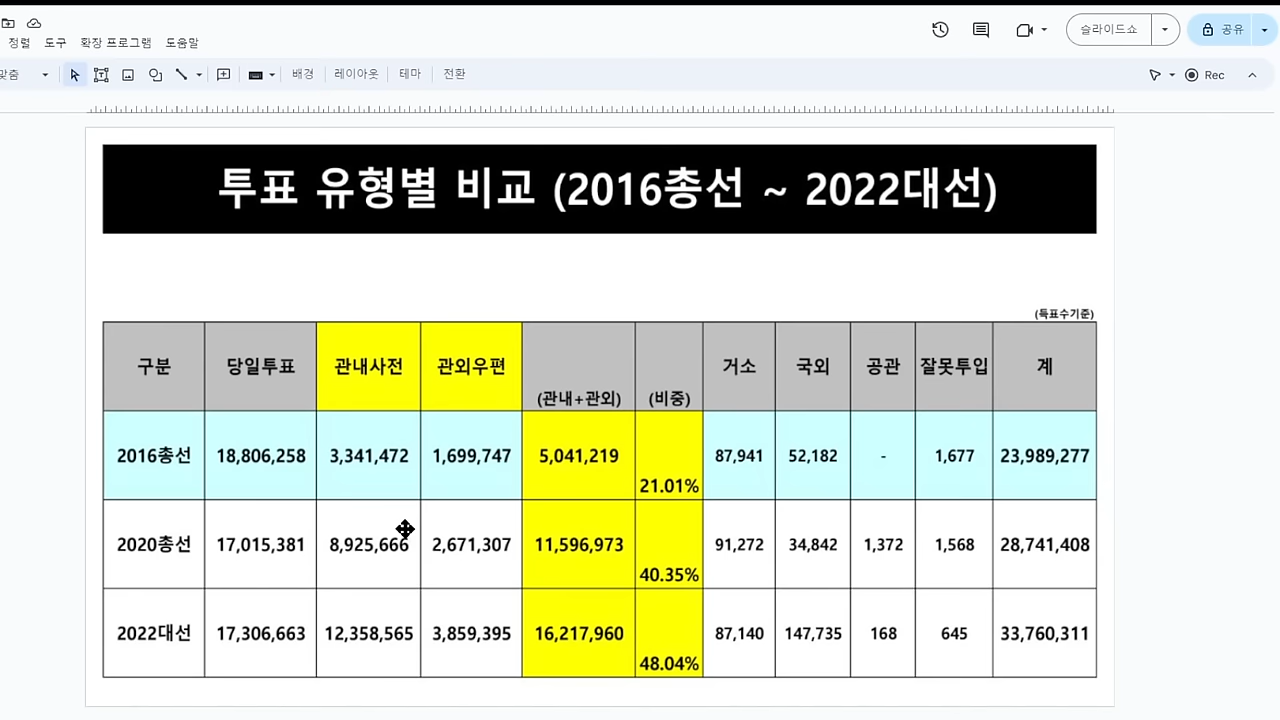 슬라이드쇼
공유
정렬 도구 확장 프로그램 도움말
맞춤 배경 레이아웃 테마 전환 Rec
투표 유형별 비교 (2016총선 ~ 2022대선)
(득표수기준)
구분 당일투표 관내사전 관외우편 (관내+관외) (비중) 거소 국외 공관 잘못투입 계
2016총선 18,806,258 3,341,472 1,699,747 5,041,219 21.01% 87,941 52,182 - 1,677 23,989,277
2020총선 17,015,381 8,925,666 2,671,307 11,596,973 40.35% 91,272 34,842 1,372 1,568 28,741,408
2022대선 17,306,663 12,358,565 3,859,395 16,217,960 48.04% 87,140 147,735 168 645 33,760,311